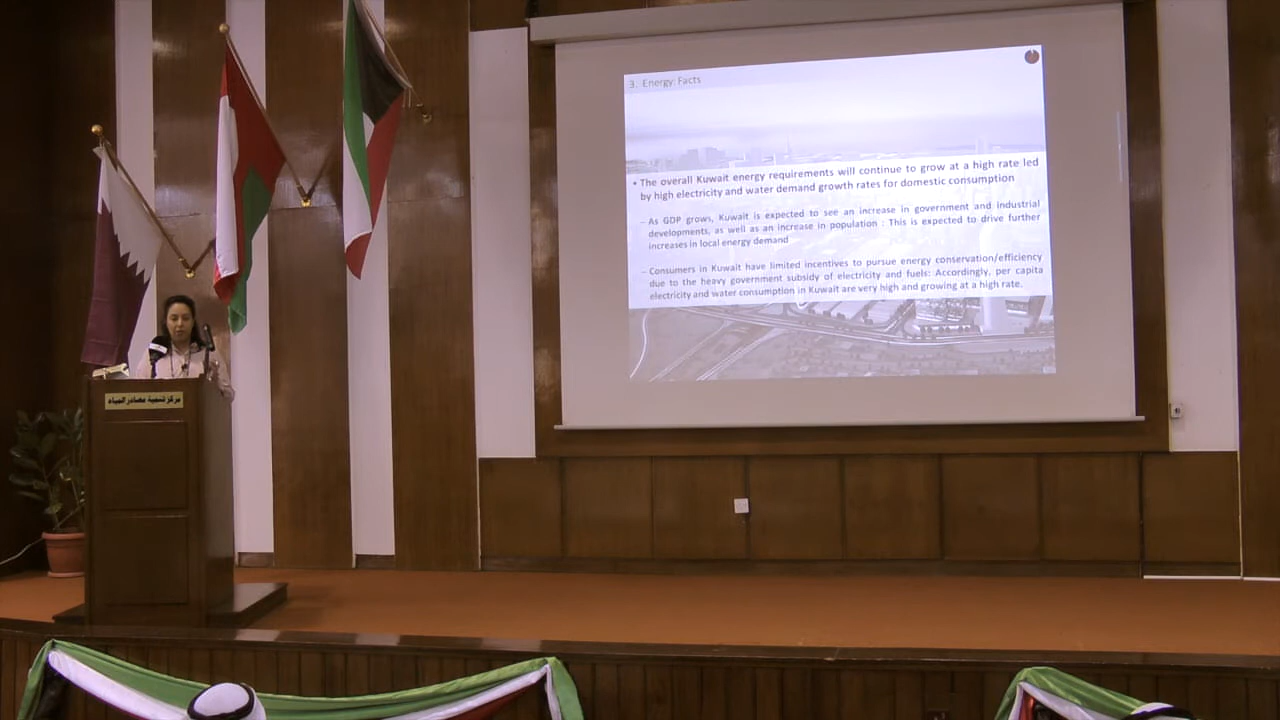 3. Energy: Facts
• The overall Kuwait energy requirements will continue to grow at a high rate led
by high electricity and water demand growth rates for domestic consumption
– As GDP grows, Kuwait is expected to see an increase in government and industrial
developments, as well as an increase in population : This is expected to drive further
increases in local energy demand
– Consumers in Kuwait have limited incentives to pursue energy conservation/efficiency
due to the heavy government subsidy of electricity and fuels: Accordingly, per capita
electricity and water consumption in Kuwait are very high and growing at a high rate.
مركز تنمية مصادر المياه